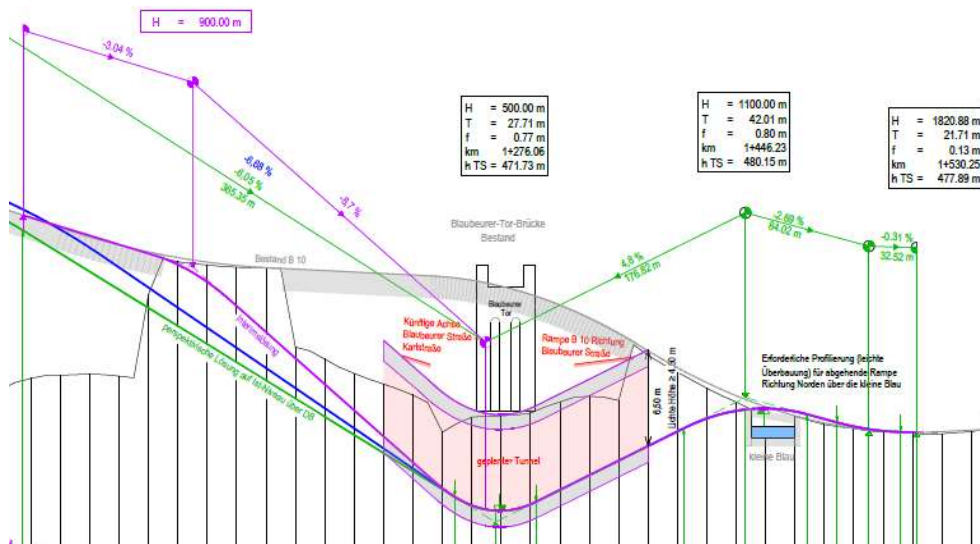 H = 900.00 m
-3.04 %
-6,68 %
-6.05 %
365.35 m
-8,7 %
H = 500.00 m
T = 27.71 m
f = 0.77 m
km 1+276.06
h TS = 471.73 m
H = 1100.00 m
T = 42.01 m
f = 0.80 m
km 1+446.23
h TS = 480.15 m
H = 1820.88 m
T = 21.71 m
f = 0.13 m
km 1+530.25
h TS = 477.89 m
Blaubeurer-Tor-Brücke
Bestand
4,8 %
176.82 m
-2.69 %
84.02 m
-0.31 %
32.52 m
Bestand B 10
Blaubeurer
Tor
Künftige Achse
Blaubeurer Straße
Karlstraße
Rampe B 10 Richtung
Blaubeurer Straße
6,50 m
Lichte Höhe ≥ 4,50 m
Erforderliche Profilierung (leichte
Überbauung) für abgehende Rampe
Richtung Norden über die kleine Blau
Interimslösung
perspektivische Lösung auf Ist-Niveau über DB
geplanter Tunnel
kleine Blau